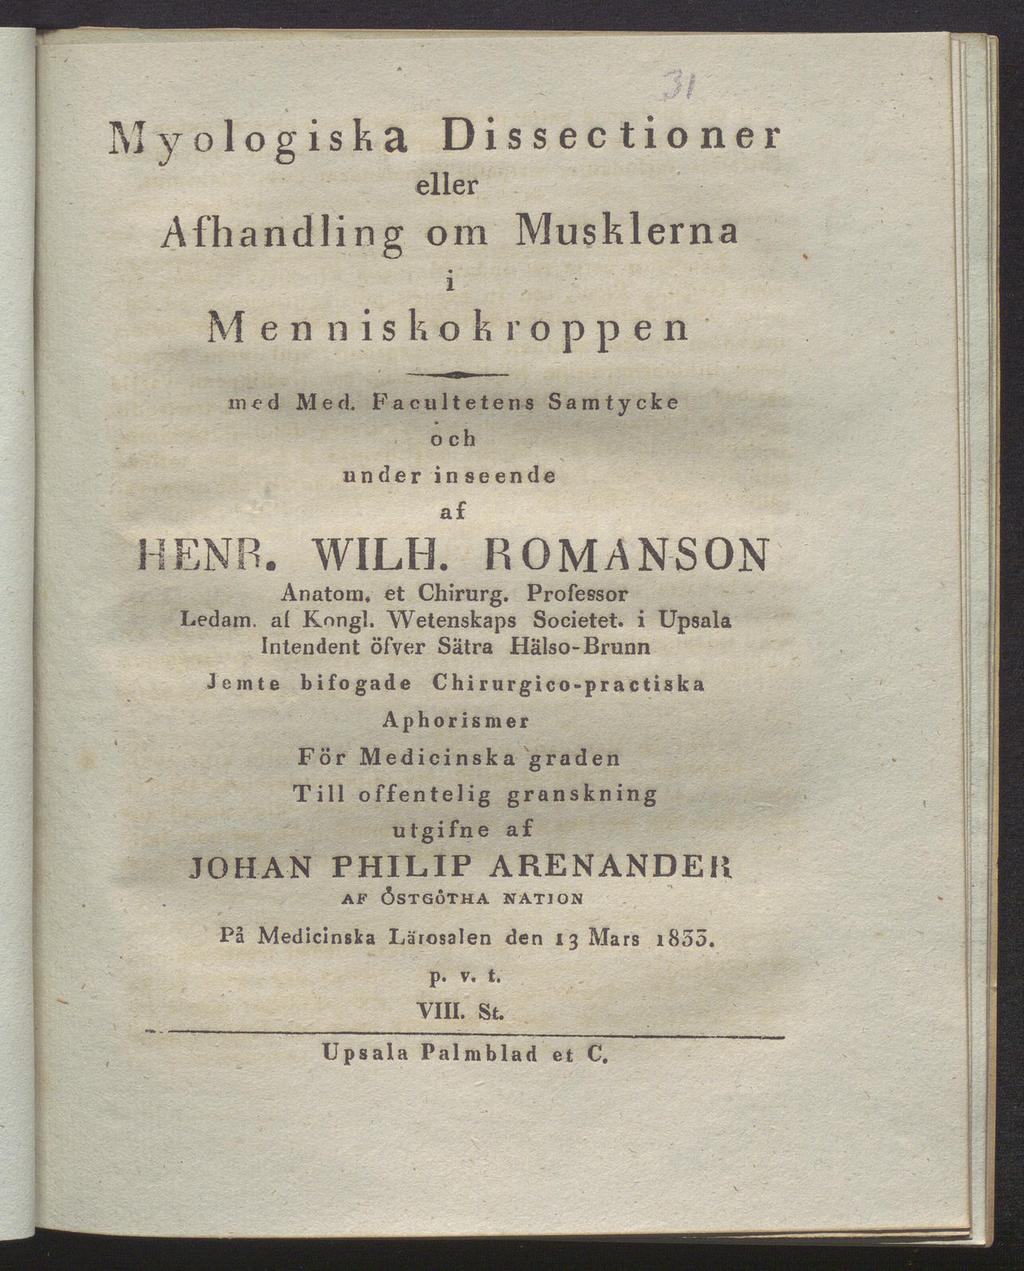 31
Myologiska Dissectioner
eller
Afhandling om Musklerna
i
Menniskokroppen
med Med. Facultetens Samtycke
och
under inseende
af
HENR. WILH. ROMANSON
Anatom. et Chirurg. Professor
Ledam. af Kongl. Wetenskaps Societet. i Upsala
Intendent öfver Sätra Hälso-Brunn
Jemte bifogade Chirurgico-practiska
Aphorismer
För Medicinska graden
Till offentelig granskning
utgifne af
JOHAN PHILIP ARENANDER
AF ÖSTGÖTHA NATION
På Medicinska Lärosalen den 13 Mars 1833.
p. v. t.
VIII. St.
Upsala Palmblad et C.